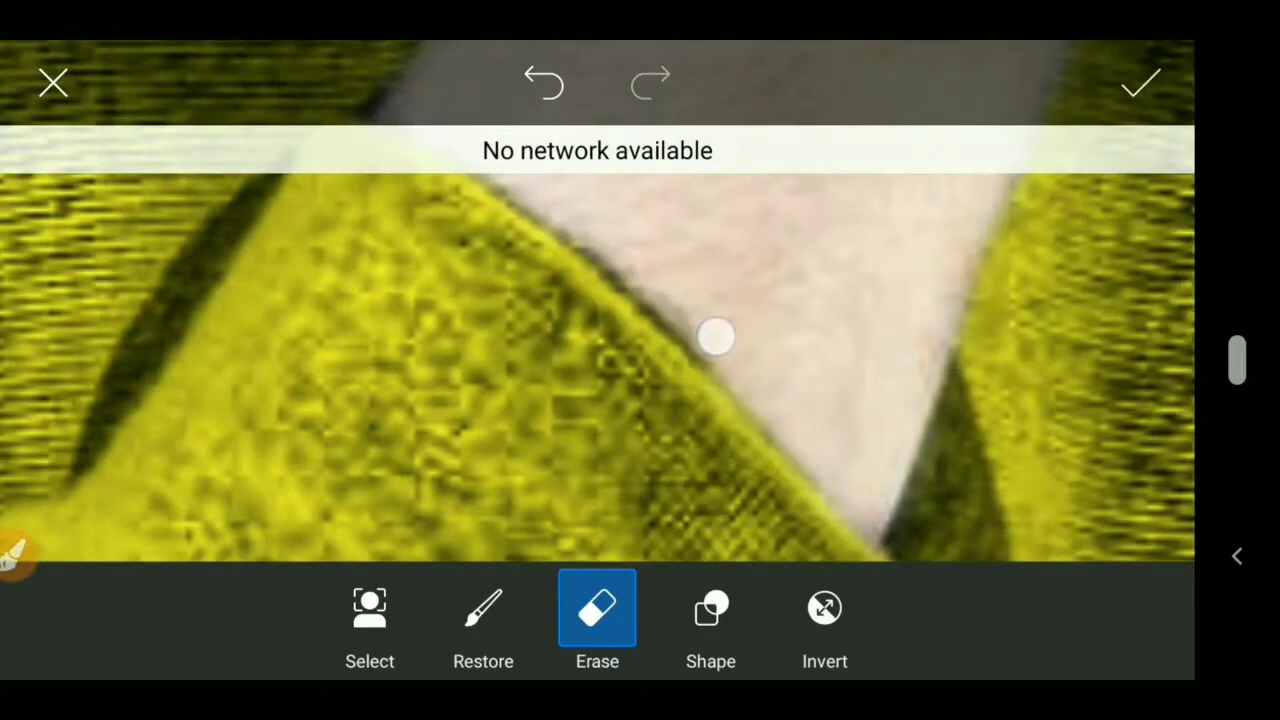 No network available
Select
Restore
Erase
Shape
Invert